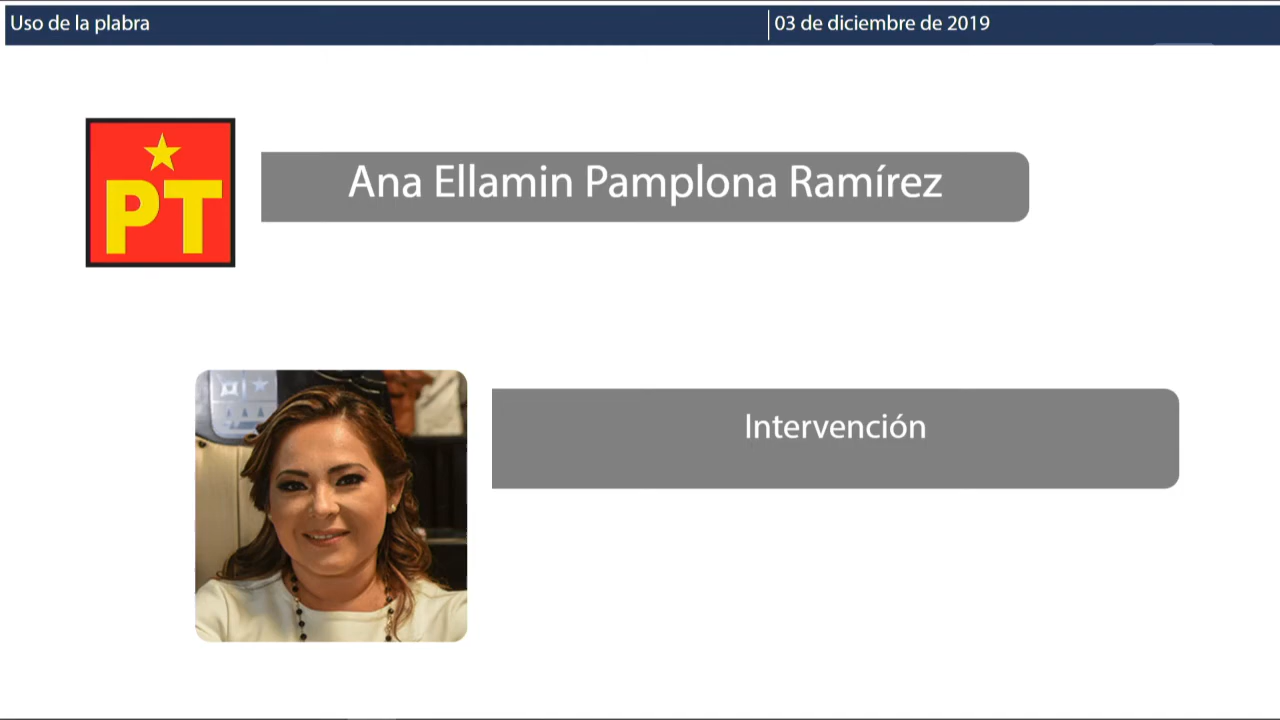 Uso de la plabra
03 de diciembre de 2019
PT
Ana Ellamin Pamplona Ramírez
Intervención